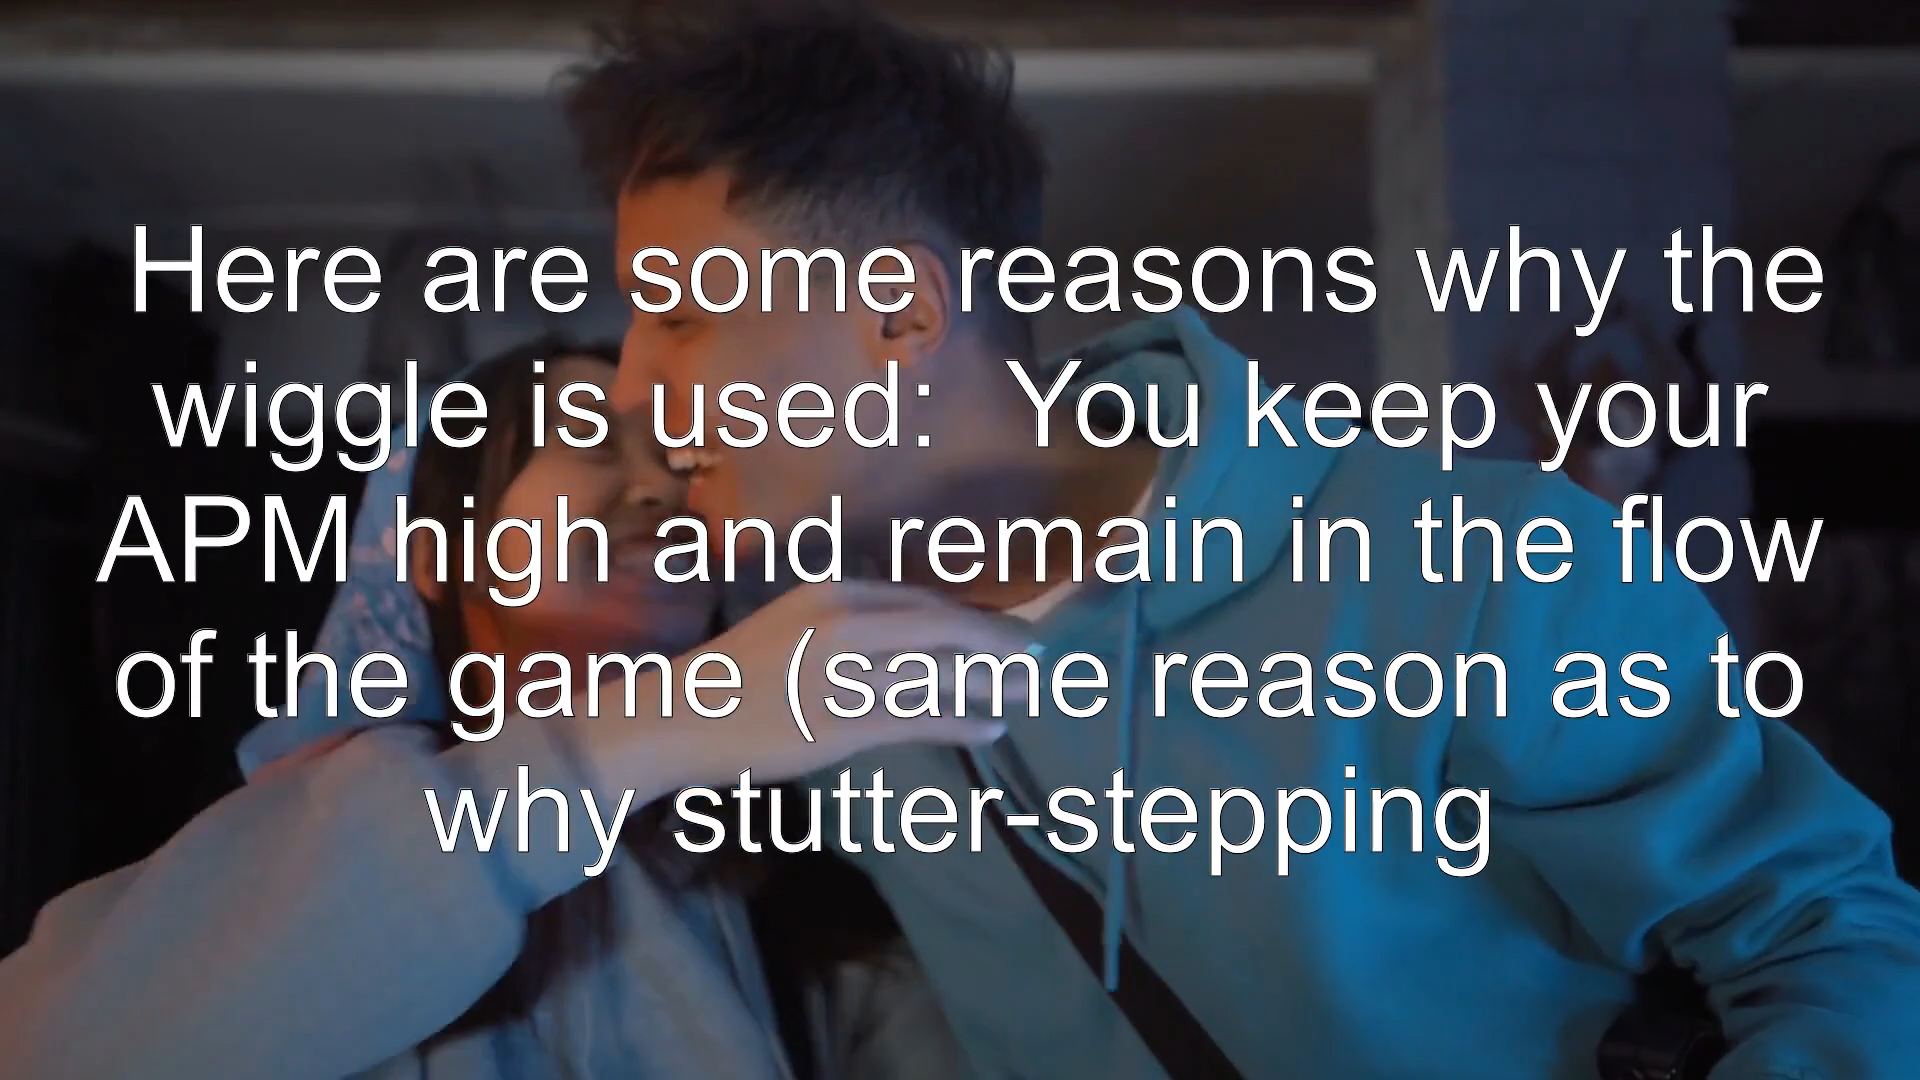 Here are some reasons why the
wiggle is used:  You keep your
APM high and remain in the flow
of the game (same reason as to
why stutter-stepping